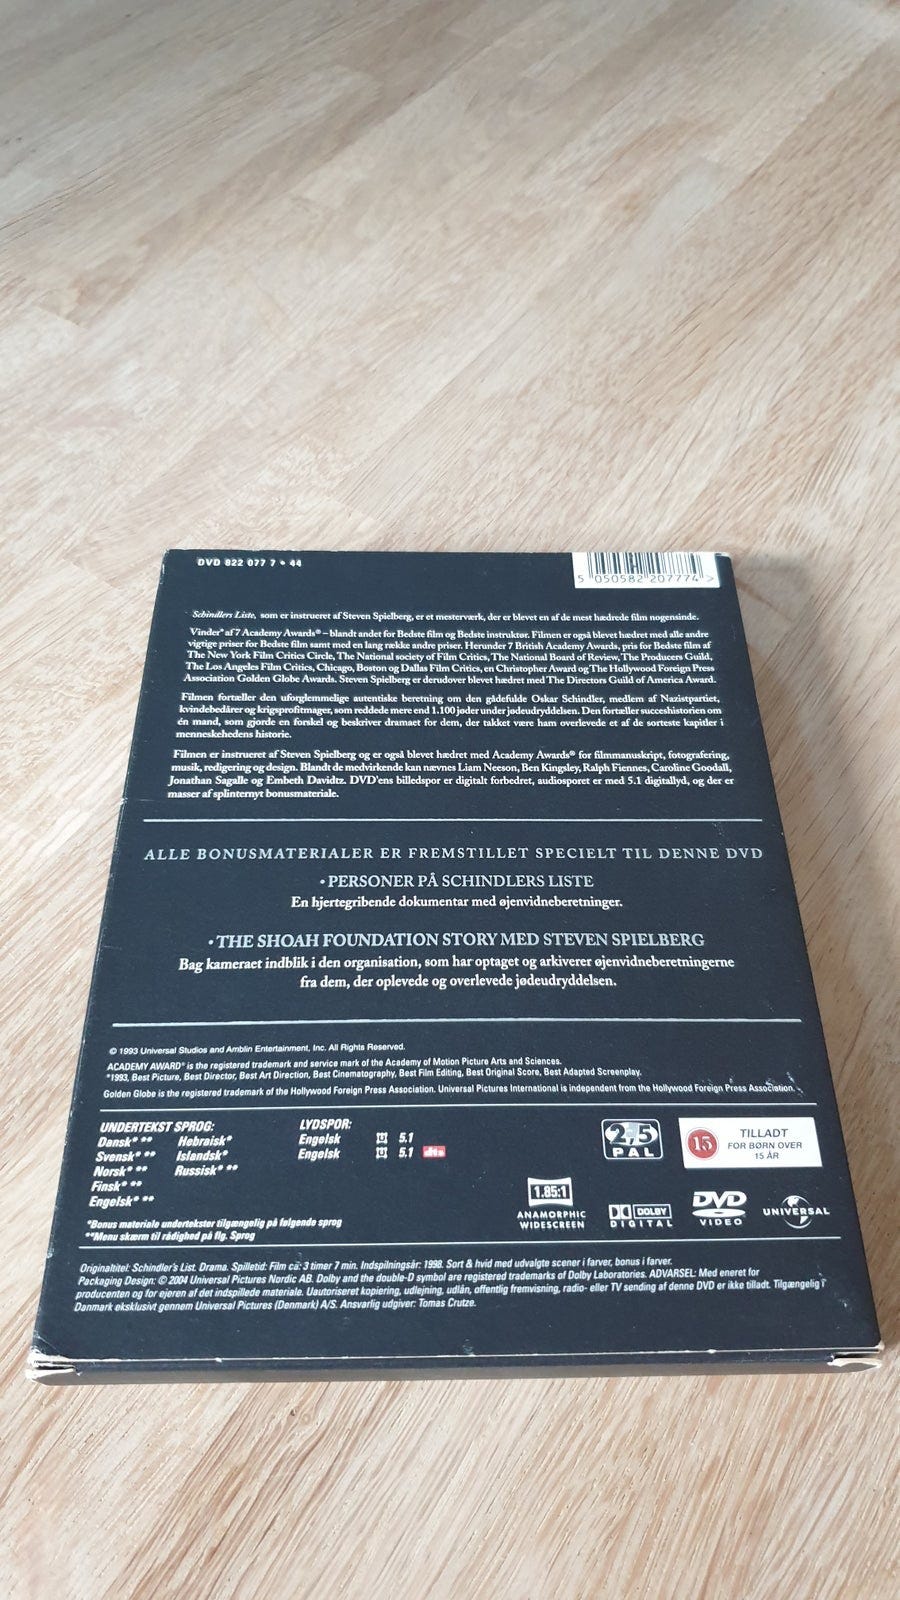 DVD 822 077 7 • 44
5 050582 207774 >
Schindlers Liste, som er instrueret af Steven Spielberg, er et mesterværk, der er blevet en af de mest hædrede film nogensinde.
Vinder* af 7 Academy Awards® – blandt andet for Bedste film og Bedste instruktør. Filmen er også blevet hædret med alle andre
vigtige priser for Bedste film samt med en lang række andre priser. Herunder 7 British Academy Awards, pris for Bedste film af
The New York Film Critics Circle, The National society of Film Critics, The National Board of Review, The Producers Guild,
The Los Angeles Film Critics, Chicago, Boston og Dallas Film Critics, en Christopher Award og The Hollywood Foreign Press
Association Golden Globe Awards. Steven Spielberg er derudover blevet hædret med The Directors Guild of America Award.
Filmen fortæller den uforglemmelige autentiske beretning om den gådefulde Oskar Schindler, medlem af Nazistpartiet,
kvindebedårer og krigsprofitmager, som reddede mere end 1.100 jøder under jødeudryddelsen. Den fortæller succeshistorien om
én mand, som gjorde en forskel og beskriver dramaet for dem, der takket være ham overlevede et af de sorteste kapitler i
menneskehedens historie.
Filmen er instrueret af Steven Spielberg og er også blevet hædret med Academy Awards® for filmmanuskript, fotografering,
musik, redigering og design. Blandt de medvirkende kan nævnes Liam Neeson, Ben Kingsley, Ralph Fiennes, Caroline Goodall,
Jonathan Sagalle og Embeth Davidtz. DVD'ens billedspor er digitalt forbedret, audiosporet er med 5.1 digitallyd, og der er
masser af splinternyt bonusmateriale.
ALLE BONUSMATERIALER ER FREMSTILLET SPECIELT TIL DENNE DVD
• PERSONER PÅ SCHINDLERS LISTE
En hjertegribende dokumentar med øjenvidneberetninger.
• THE SHOAH FOUNDATION STORY MED STEVEN SPIELBERG
Bag kameraet indblik i den organisation, som har optaget og arkiverer øjenvidneberetningerne
fra dem, der oplevede og overlevede jødeudryddelsen.
© 1993 Universal Studios and Amblin Entertainment, Inc. All Rights Reserved.
ACADEMY AWARD® is the registered trademark and service mark of the Academy of Motion Picture Arts and Sciences.
*1993, Best Picture, Best Director, Best Art Direction, Best Cinematography, Best Film Editing, Best Original Score, Best Adapted Screenplay.
Golden Globe is the registered trademark of the Hollywood Foreign Press Association. Universal Pictures International is independent from the Hollywood Foreign Press Association.
UNDERTEKST SPROG:
Dansk* ** Hebraisk*
Svensk* ** Islandsk*
Norsk* ** Russisk* **
Finsk* **
Engelsk* **
*Bonus materiale undertekster tilgængelig på følgende sprog
**Menu skærm til rådighed på flg. Sprog
LYDSPOR:
Engelsk 5.1
Engelsk 5.1 dts
2,5
PAL
15
TILLADT
FOR BØRN OVER
15 ÅR
1.85:1
ANAMORPHIC
WIDESCREEN
DOLBY
DIGITAL
DVD
VIDEO
UNIVERSAL
Originaltitel: Schindler's List. Drama. Spilletid: Film ca: 3 timer 7 min. Indspilningsår: 1998. Sort & hvid med udvalgte scener i farver, bonus i farver.
Packaging Design: © 2004 Universal Pictures Nordic AB. Dolby and the double-D symbol are registered trademarks of Dolby Laboratories. ADVARSEL: Med eneret for
producenten og for ejeren af det indspillede materiale. Uautoriseret kopiering, udlejning, udlån, offentlig fremvisning, radio- eller TV sending af denne DVD er ikke tilladt. Tilgængelig i
Danmark eksklusivt gennem Universal Pictures (Denmark) A/S. Ansvarlig udgiver: Tomas Crutze.